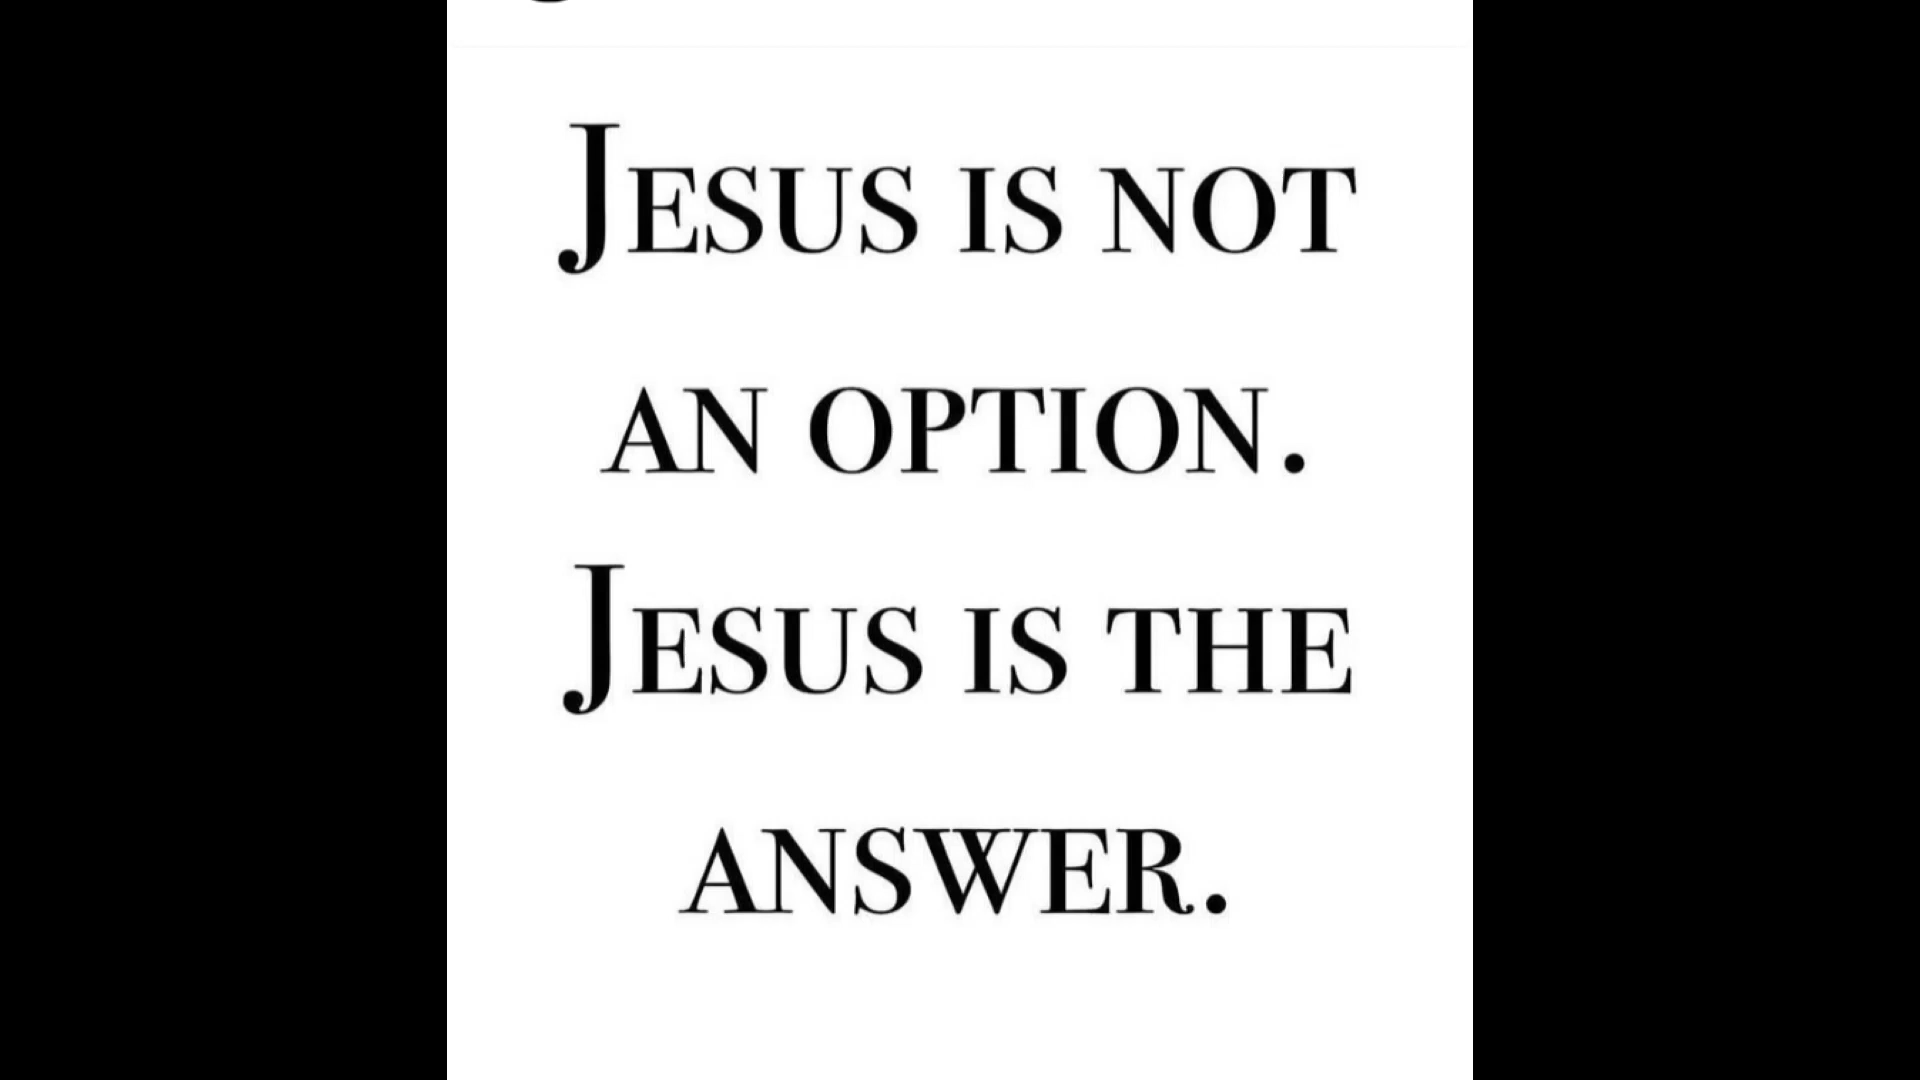 Jesus is not
an option.
Jesus is the
answer.